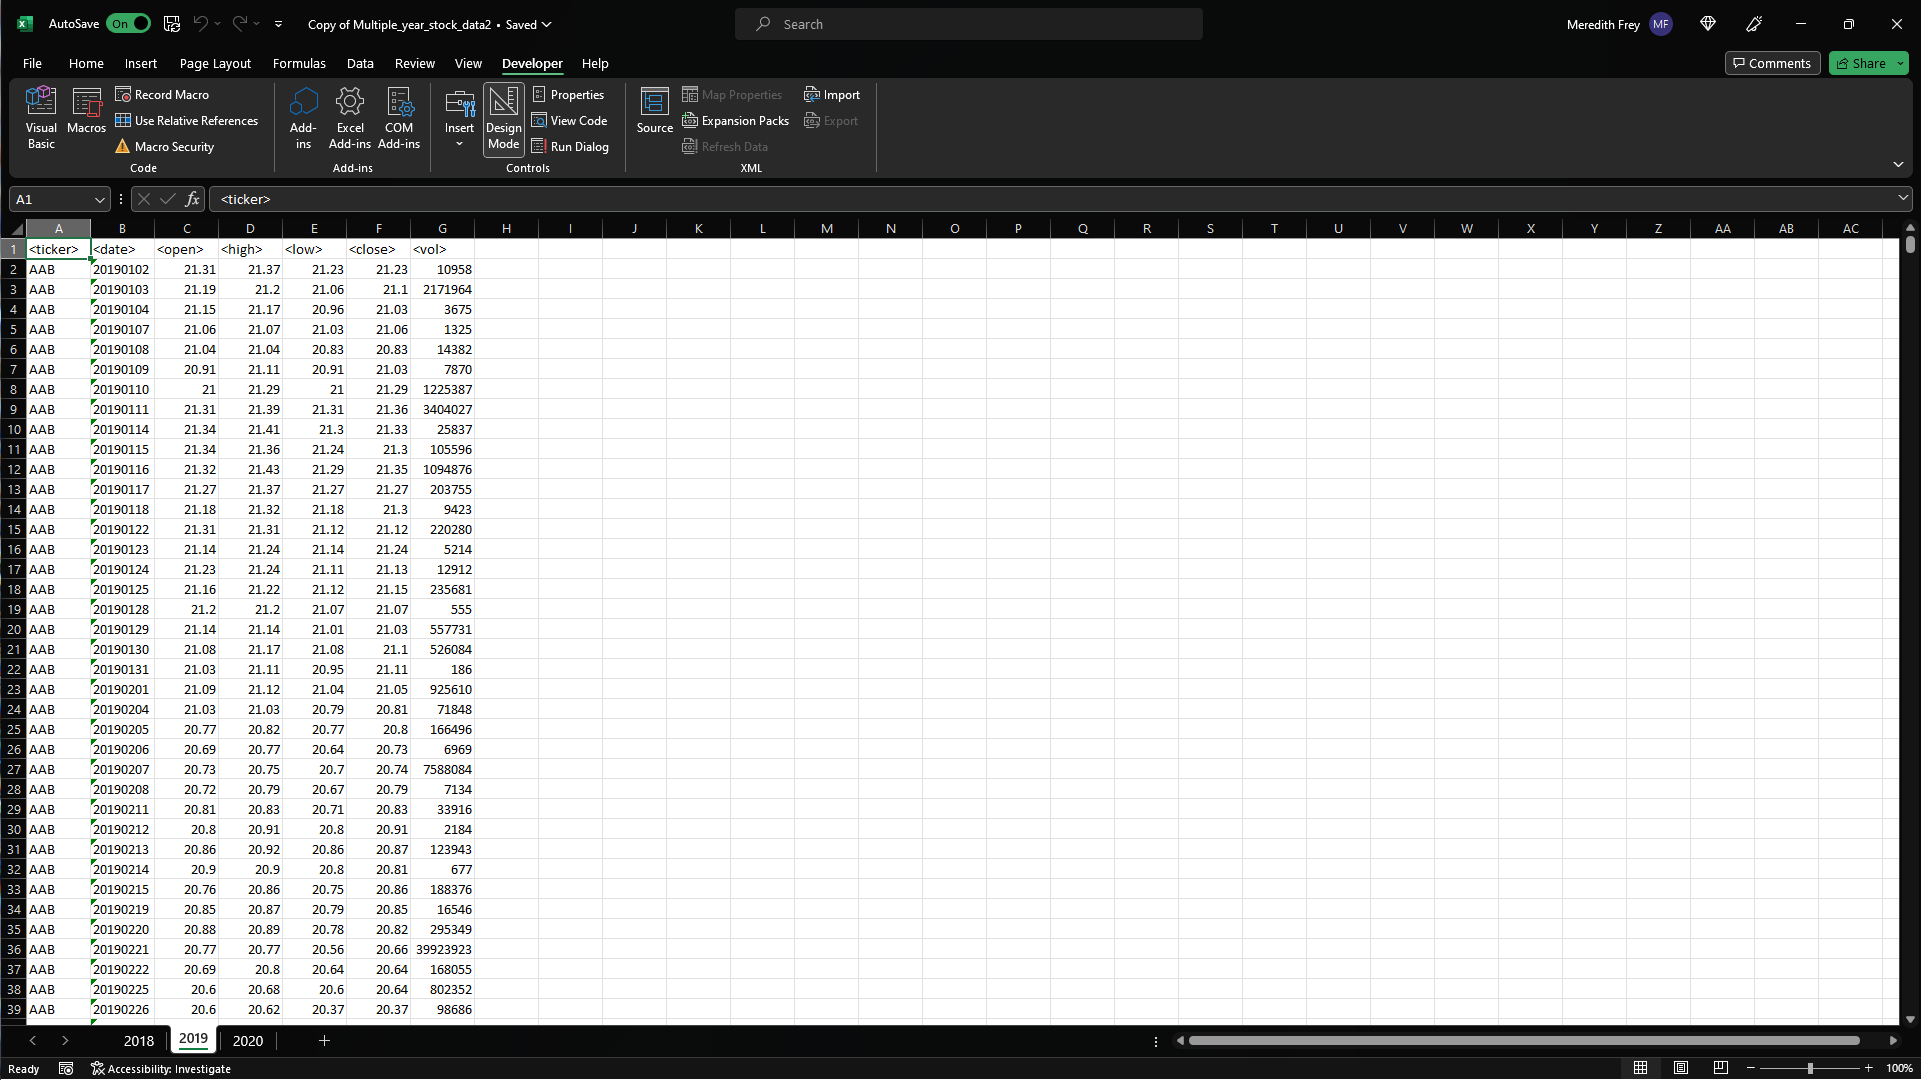 AutoSave On Copy of Multiple_year_stock_data2 • Saved Search Meredith Frey MF
File Home Insert Page Layout Formulas Data Review View Developer Help Comments Share
Visual Basic
Macros
Record Macro
Use Relative References
Macro Security
Code
Add-ins
Excel Add-ins
COM Add-ins
Add-ins
Insert
Design Mode
Properties
View Code
Run Dialog
Controls
Source
Map Properties
Expansion Packs
Refresh Data
Import
Export
XML
A1 fx <ticker>
A B C D E F G H I J K L M N O P Q R S T U V W X Y Z AA AB AC
1 <ticker> <date> <open> <high> <low> <close> <vol>
2 AAB 20190102 21.31 21.37 21.23 21.23 10958
3 AAB 20190103 21.19 21.2 21.06 21.1 2171964
4 AAB 20190104 21.15 21.17 20.96 21.03 3675
5 AAB 20190107 21.06 21.07 21.03 21.06 1325
6 AAB 20190108 21.04 21.04 20.83 20.83 14382
7 AAB 20190109 20.91 21.11 20.91 21.03 7870
8 AAB 20190110 21 21.29 21 21.29 1225387
9 AAB 20190111 21.31 21.39 21.31 21.36 3404027
10 AAB 20190114 21.34 21.41 21.3 21.33 25837
11 AAB 20190115 21.34 21.36 21.24 21.3 105596
12 AAB 20190116 21.32 21.43 21.29 21.35 1094876
13 AAB 20190117 21.27 21.37 21.27 21.27 203755
14 AAB 20190118 21.18 21.32 21.18 21.3 9423
15 AAB 20190122 21.31 21.31 21.12 21.12 220280
16 AAB 20190123 21.14 21.24 21.14 21.24 5214
17 AAB 20190124 21.23 21.24 21.11 21.13 12912
18 AAB 20190125 21.16 21.22 21.12 21.15 235681
19 AAB 20190128 21.2 21.2 21.07 21.07 555
20 AAB 20190129 21.14 21.14 21.01 21.03 557731
21 AAB 20190130 21.08 21.17 21.08 21.1 526084
22 AAB 20190131 21.03 21.11 20.95 21.11 186
23 AAB 20190201 21.09 21.12 21.04 21.05 925610
24 AAB 20190204 21.03 21.03 20.79 20.81 71848
25 AAB 20190205 20.77 20.82 20.77 20.8 166496
26 AAB 20190206 20.69 20.77 20.64 20.73 6969
27 AAB 20190207 20.73 20.75 20.7 20.74 7588084
28 AAB 20190208 20.72 20.79 20.67 20.79 7134
29 AAB 20190211 20.81 20.83 20.71 20.83 33916
30 AAB 20190212 20.8 20.91 20.8 20.91 2184
31 AAB 20190213 20.86 20.92 20.86 20.87 123943
32 AAB 20190214 20.9 20.9 20.8 20.81 677
33 AAB 20190215 20.76 20.86 20.75 20.86 188376
34 AAB 20190219 20.85 20.87 20.79 20.85 16546
35 AAB 20190220 20.88 20.89 20.78 20.82 295349
36 AAB 20190221 20.77 20.77 20.56 20.66 39923923
37 AAB 20190222 20.69 20.8 20.64 20.64 168055
38 AAB 20190225 20.6 20.68 20.6 20.64 802352
39 AAB 20190226 20.6 20.62 20.37 20.37 98686
2018 2019 2020 +
Ready Accessibility: Investigate − + 100%